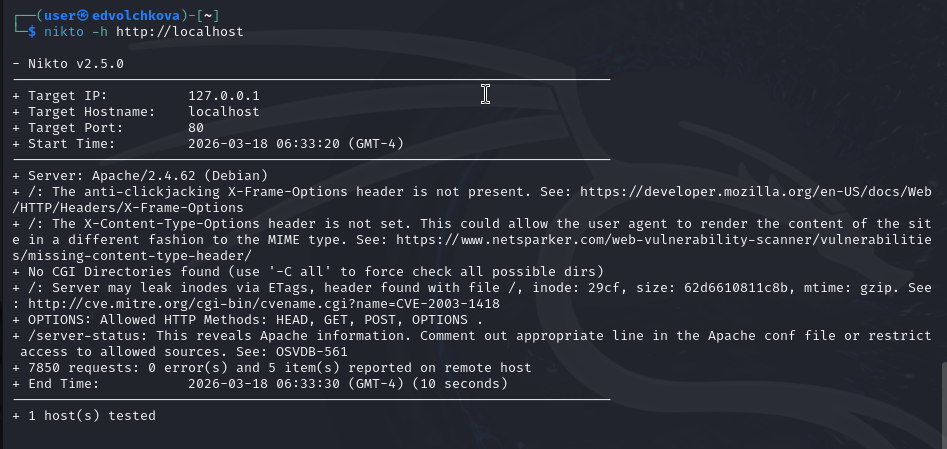 ┌──(user㉿edvolchkova)-[~]
└─$ nikto -h http://localhost
- Nikto v2.5.0
+ Target IP:          127.0.0.1
+ Target Hostname:    localhost
+ Target Port:        80
+ Start Time:         2026-03-18 06:33:20 (GMT-4)
+ Server: Apache/2.4.62 (Debian)
+ /: The anti-clickjacking X-Frame-Options header is not present. See: https://developer.mozilla.org/en-US/docs/Web
/HTTP/Headers/X-Frame-Options
+ /: The X-Content-Type-Options header is not set. This could allow the user agent to render the content of the sit
e in a different fashion to the MIME type. See: https://www.netsparker.com/web-vulnerability-scanner/vulnerabilitie
s/missing-content-type-header/
+ No CGI Directories found (use '-C all' to force check all possible dirs)
+ /: Server may leak inodes via ETags, header found with file /, inode: 29cf, size: 62d6610811c8b, mtime: gzip. See
: http://cve.mitre.org/cgi-bin/cvename.cgi?name=CVE-2003-1418
+ OPTIONS: Allowed HTTP Methods: HEAD, GET, POST, OPTIONS .
+ /server-status: This reveals Apache information. Comment out appropriate line in the Apache conf file or restrict
 access to allowed sources. See: OSVDB-561
+ 7850 requests: 0 error(s) and 5 item(s) reported on remote host
+ End Time:           2026-03-18 06:33:30 (GMT-4) (10 seconds)
+ 1 host(s) tested